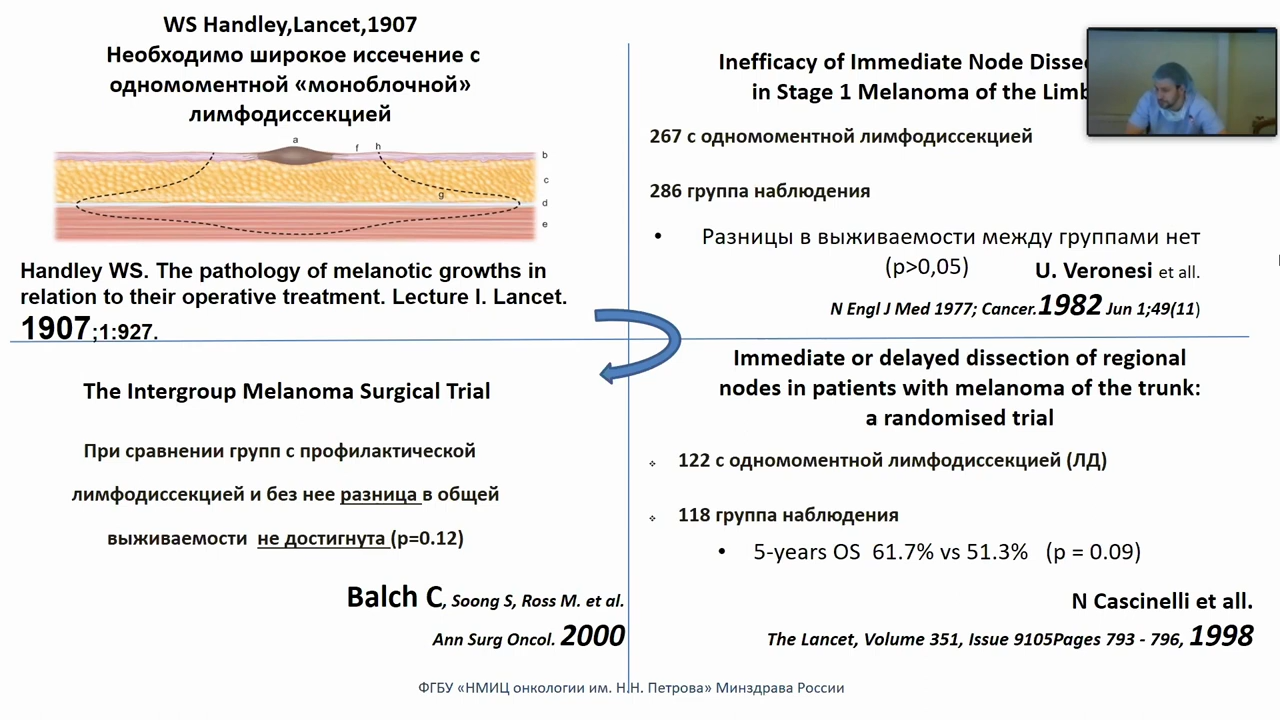 WS Handley,Lancet,1907
Необходимо широкое иссечение с
одномоментной «моноблочной»
лимфодиссекцией
a
f
h
b
c
g
d
e
Handley WS. The pathology of melanotic growths in
relation to their operative treatment. Lecture I. Lancet.
1907;1:927.
Inefficacy of Immediate Node
in Stage 1 Melanoma of the
267 с одномоментной лимфодиссекцией
286 группа наблюдения
• Разницы в выживаемости между группами нет
(p>0,05)
U. Veronesi et all.
N Engl J Med 1977; Cancer.1982 Jun 1;49(11)
The Intergroup Melanoma Surgical Trial
При сравнении групп с профилактической
лимфодиссекцией и без нее разница в общей
выживаемости не достигнута (p=0.12)
Balch C, Soong S, Ross M. et al.
Ann Surg Oncol. 2000
Immediate or delayed dissection of regional
nodes in patients with melanoma of the trunk:
a randomised trial
122 с одномоментной лимфодиссекцией (ЛД)
118 группа наблюдения
• 5-years OS 61.7% vs 51.3% (p = 0.09)
N Cascinelli et all.
The Lancet, Volume 351, Issue 9105Pages 793 - 796, 1998
ФГБУ «НМИЦ онкологии им. Н.Н. Петрова» Минздрава России